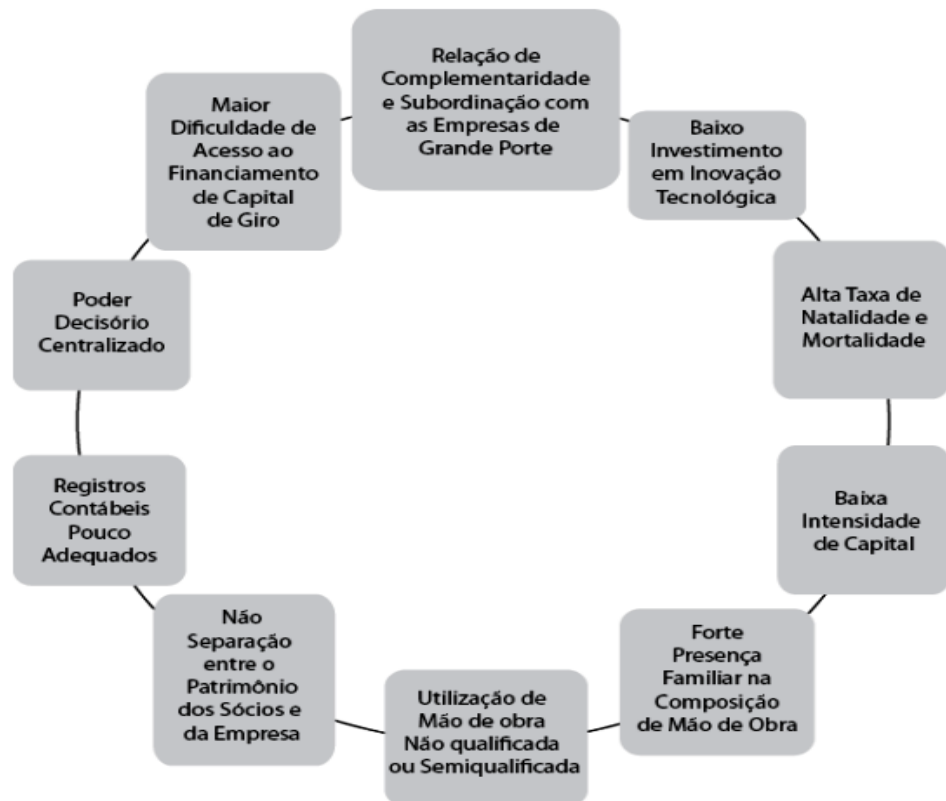 Relação de
Complementaridade
e Subordinação com
as Empresas de
Grande Porte
Baixo
Investimento
em Inovação
Tecnológica
Alta Taxa de
Natalidade e
Mortalidade
Baixa
Intensidade
de Capital
Forte
Presença
Familiar na
Composição
de Mão de Obra
Utilização de
Mão de obra
Não qualificada
ou Semiqualificada
Não
Separação
entre o
Patrimônio
dos Sócios e
da Empresa
Registros
Contábeis
Pouco
Adequados
Poder
Decisório
Centralizado
Maior
Dificuldade de
Acesso ao
Financiamento
de Capital
de Giro